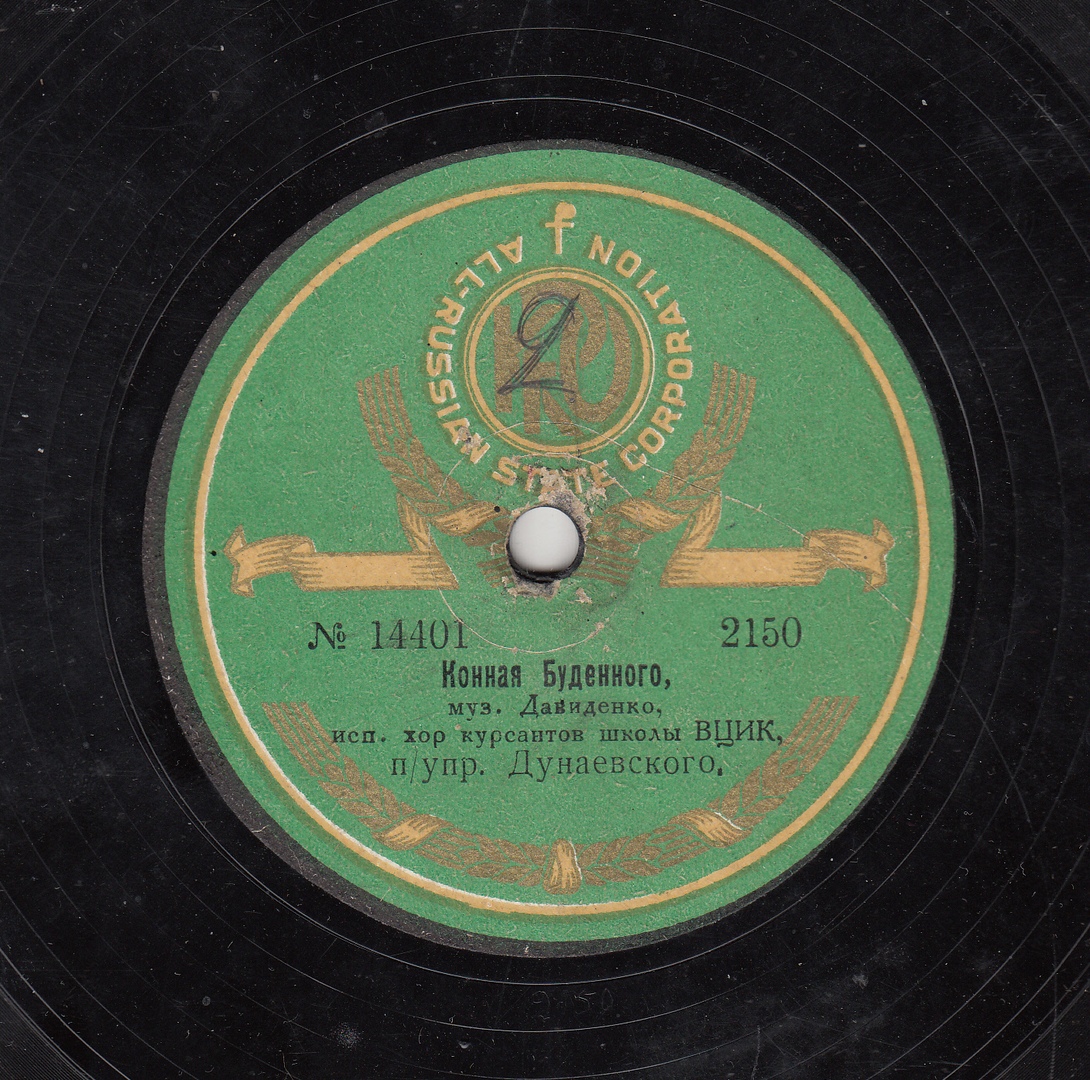 ALL-RUSSIAN STATE CORPORATION
2
№ 14401 2150
Конная Буденного,
муз. Давиденко,
исп. хор курсантов школы ВЦИК,
п/упр. Дунаевского.
2150